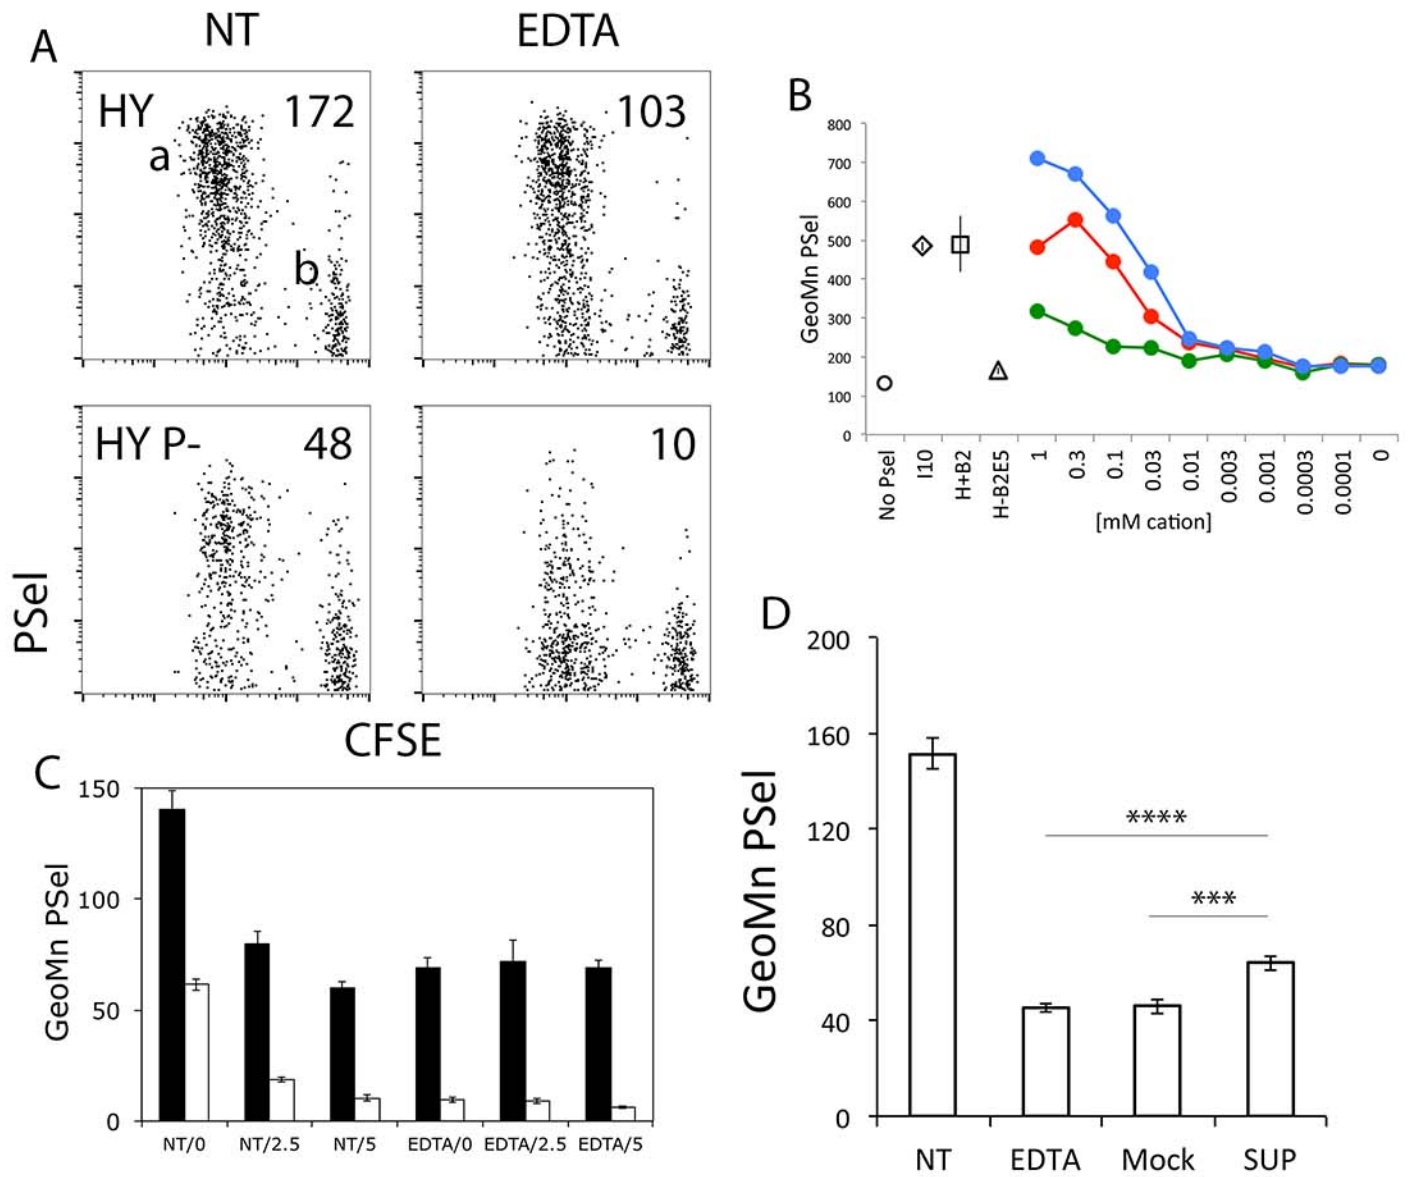 A
NT
EDTA
HY
172
a
b
103
HY P-
48
10
PSel
CFSE
B
GeoMn PSel
800
700
600
500
400
300
200
100
0
No Psel
I10
H+B2
H-B2E5
1
0.3
0.1
0.03
0.01
0.003
0.001
0.0003
0.0001
0
[mM cation]
C
GeoMn PSel
150
100
50
0
NT/0
NT/2.5
NT/5
EDTA/0
EDTA/2.5
EDTA/5
D
GeoMn PSel
200
160
120
80
40
0
****
***
NT
EDTA
Mock
SUP